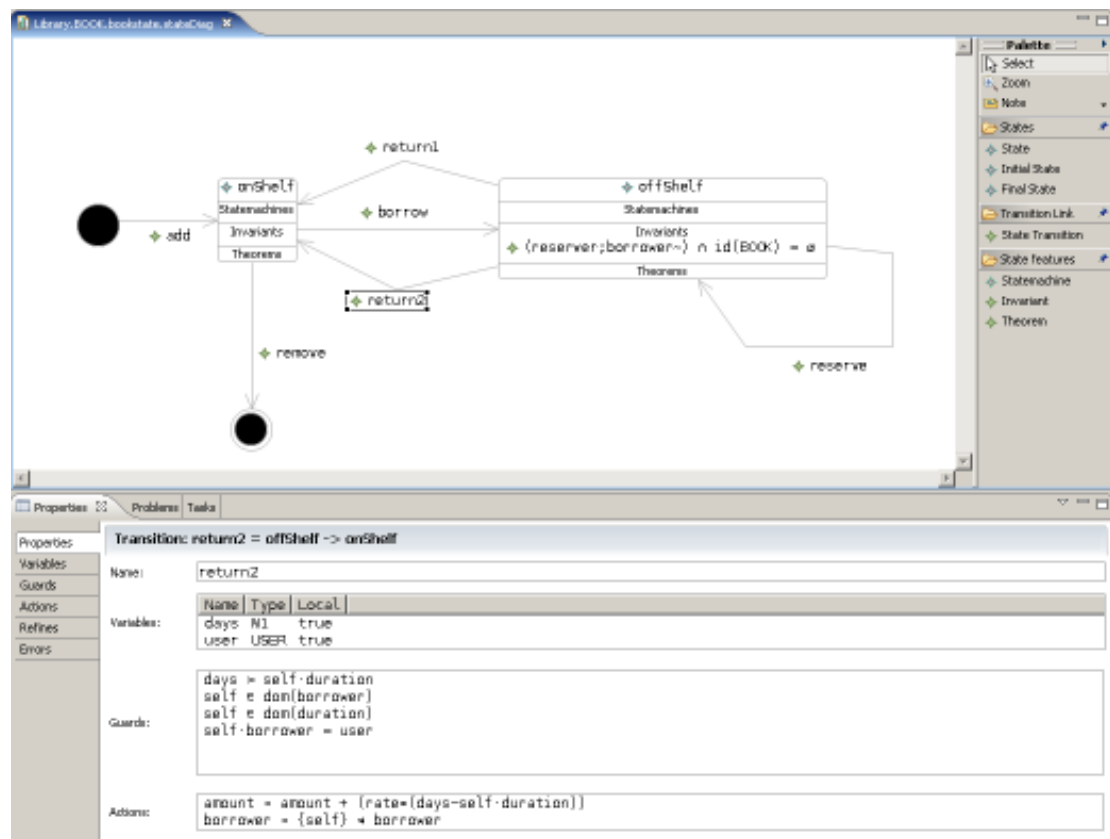 Library.BOOK.bookstate.stateDiag
Palette
Select
Zoom
Note
States
State
Initial State
Final State
Transition Link
State Transition
State features
Statemachine
Invariant
Theorem
return1
onShelf
Statemachines
Invariants
Theorems
add
borrow
offShelf
Statemachines
Invariants
(reserver;borrower~) ∩ id(BOOK) = ∅
Theorems
return2
remove
reserve
Properties Problems Tasks
Properties
Variables
Guards
Actions
Refines
Errors
Transition: return2 = offShelf -> onShelf
Name: return2
Variables:
Name Type Local
days N1 true
user USER true
Guards:
days > self·duration
self ∈ dom(borrower)
self ∈ dom(duration)
self·borrower = user
Actions:
amount = amount + (rate*(days-self·duration))
borrower = {self} ⩤ borrower